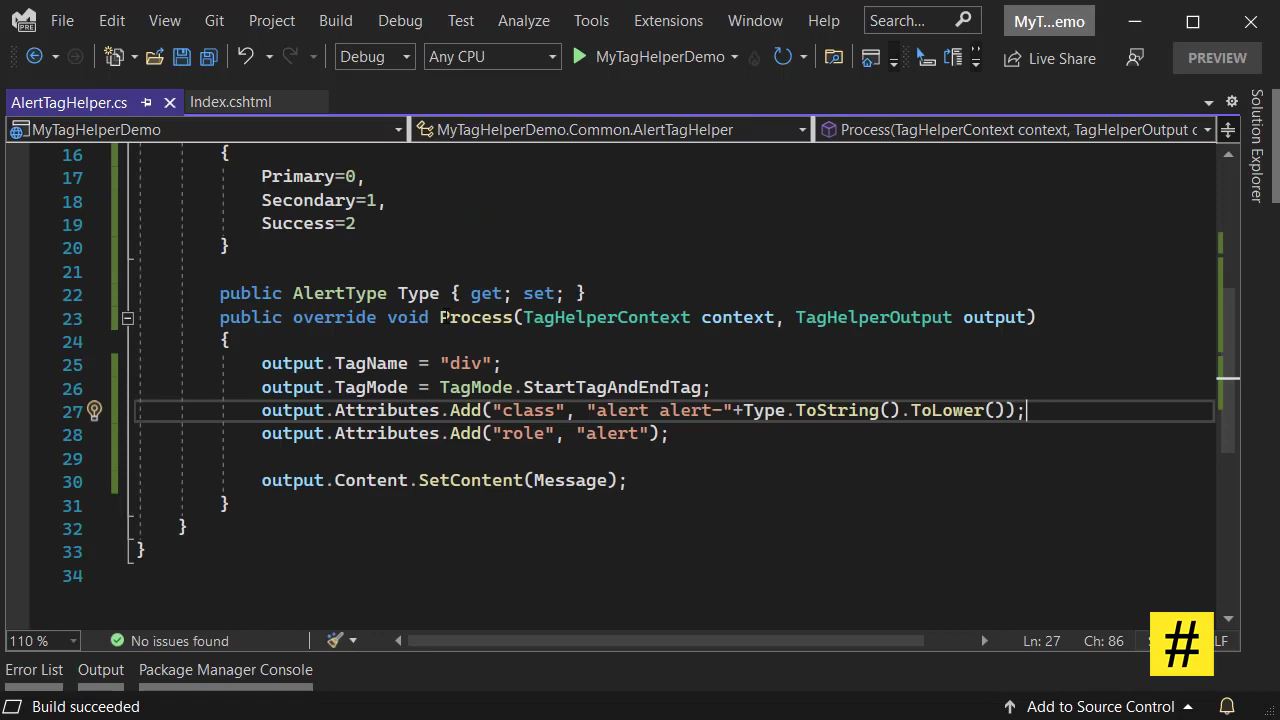 File Edit View Git Project Build Debug Test Analyze Tools Extensions Window Help Search... MyT...emo
PRE
Debug Any CPU MyTagHelperDemo Live Share PREVIEW
AlertTagHelper.cs Index.cshtml
MyTagHelperDemo MyTagHelperDemo.Common.AlertTagHelper Process(TagHelperContext context, TagHelperOutput c
Solution Explorer
16 {
17 Primary=0,
18 Secondary=1,
19 Success=2
20 }
21
22 public AlertType Type { get; set; }
23 public override void Process(TagHelperContext context, TagHelperOutput output)
24 {
25 output.TagName = "div";
26 output.TagMode = TagMode.StartTagAndEndTag;
27 output.Attributes.Add("class", "alert alert-"+Type.ToString().ToLower());
28 output.Attributes.Add("role", "alert");
29
30 output.Content.SetContent(Message);
31 }
32 }
33 }
34
110 % No issues found Ln: 27 Ch: 86 LF
#
Error List Output Package Manager Console
Build succeeded Add to Source Control